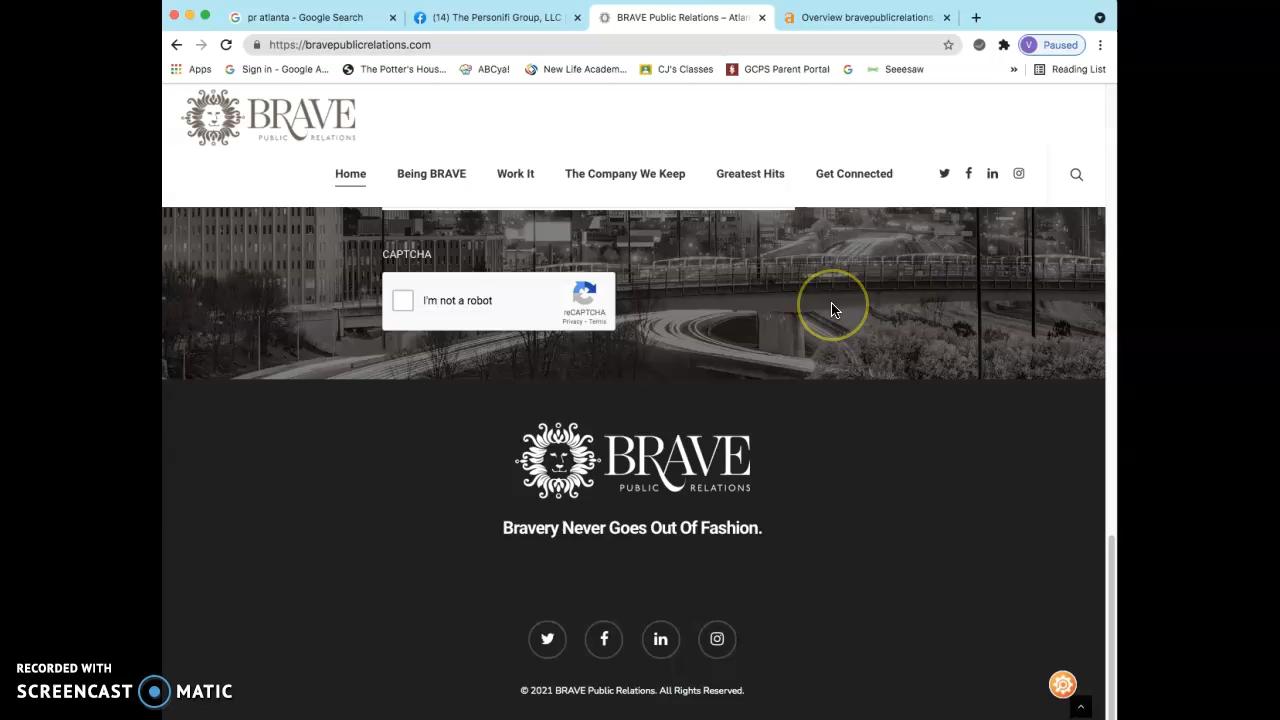 pr atlanta - Google Search
(14) The Personifi Group, LLC
BRAVE Public Relations – Atlan
Overview bravepublicrelations.
https://bravepublicrelations.com
V Paused
Apps
Sign in - Google A...
The Potter's Hous...
ABCya!
New Life Academ...
CJ's Classes
GCPS Parent Portal
Seeesaw
»
Reading List
BRAVE
PUBLIC RELATIONS
Home
Being BRAVE
Work It
The Company We Keep
Greatest Hits
Get Connected
CAPTCHA
I'm not a robot
reCAPTCHA
Privacy - Terms
BRAVE
PUBLIC RELATIONS
Bravery Never Goes Out Of Fashion.
© 2021 BRAVE Public Relations. All Rights Reserved.
RECORDED WITH
SCREENCAST MATIC